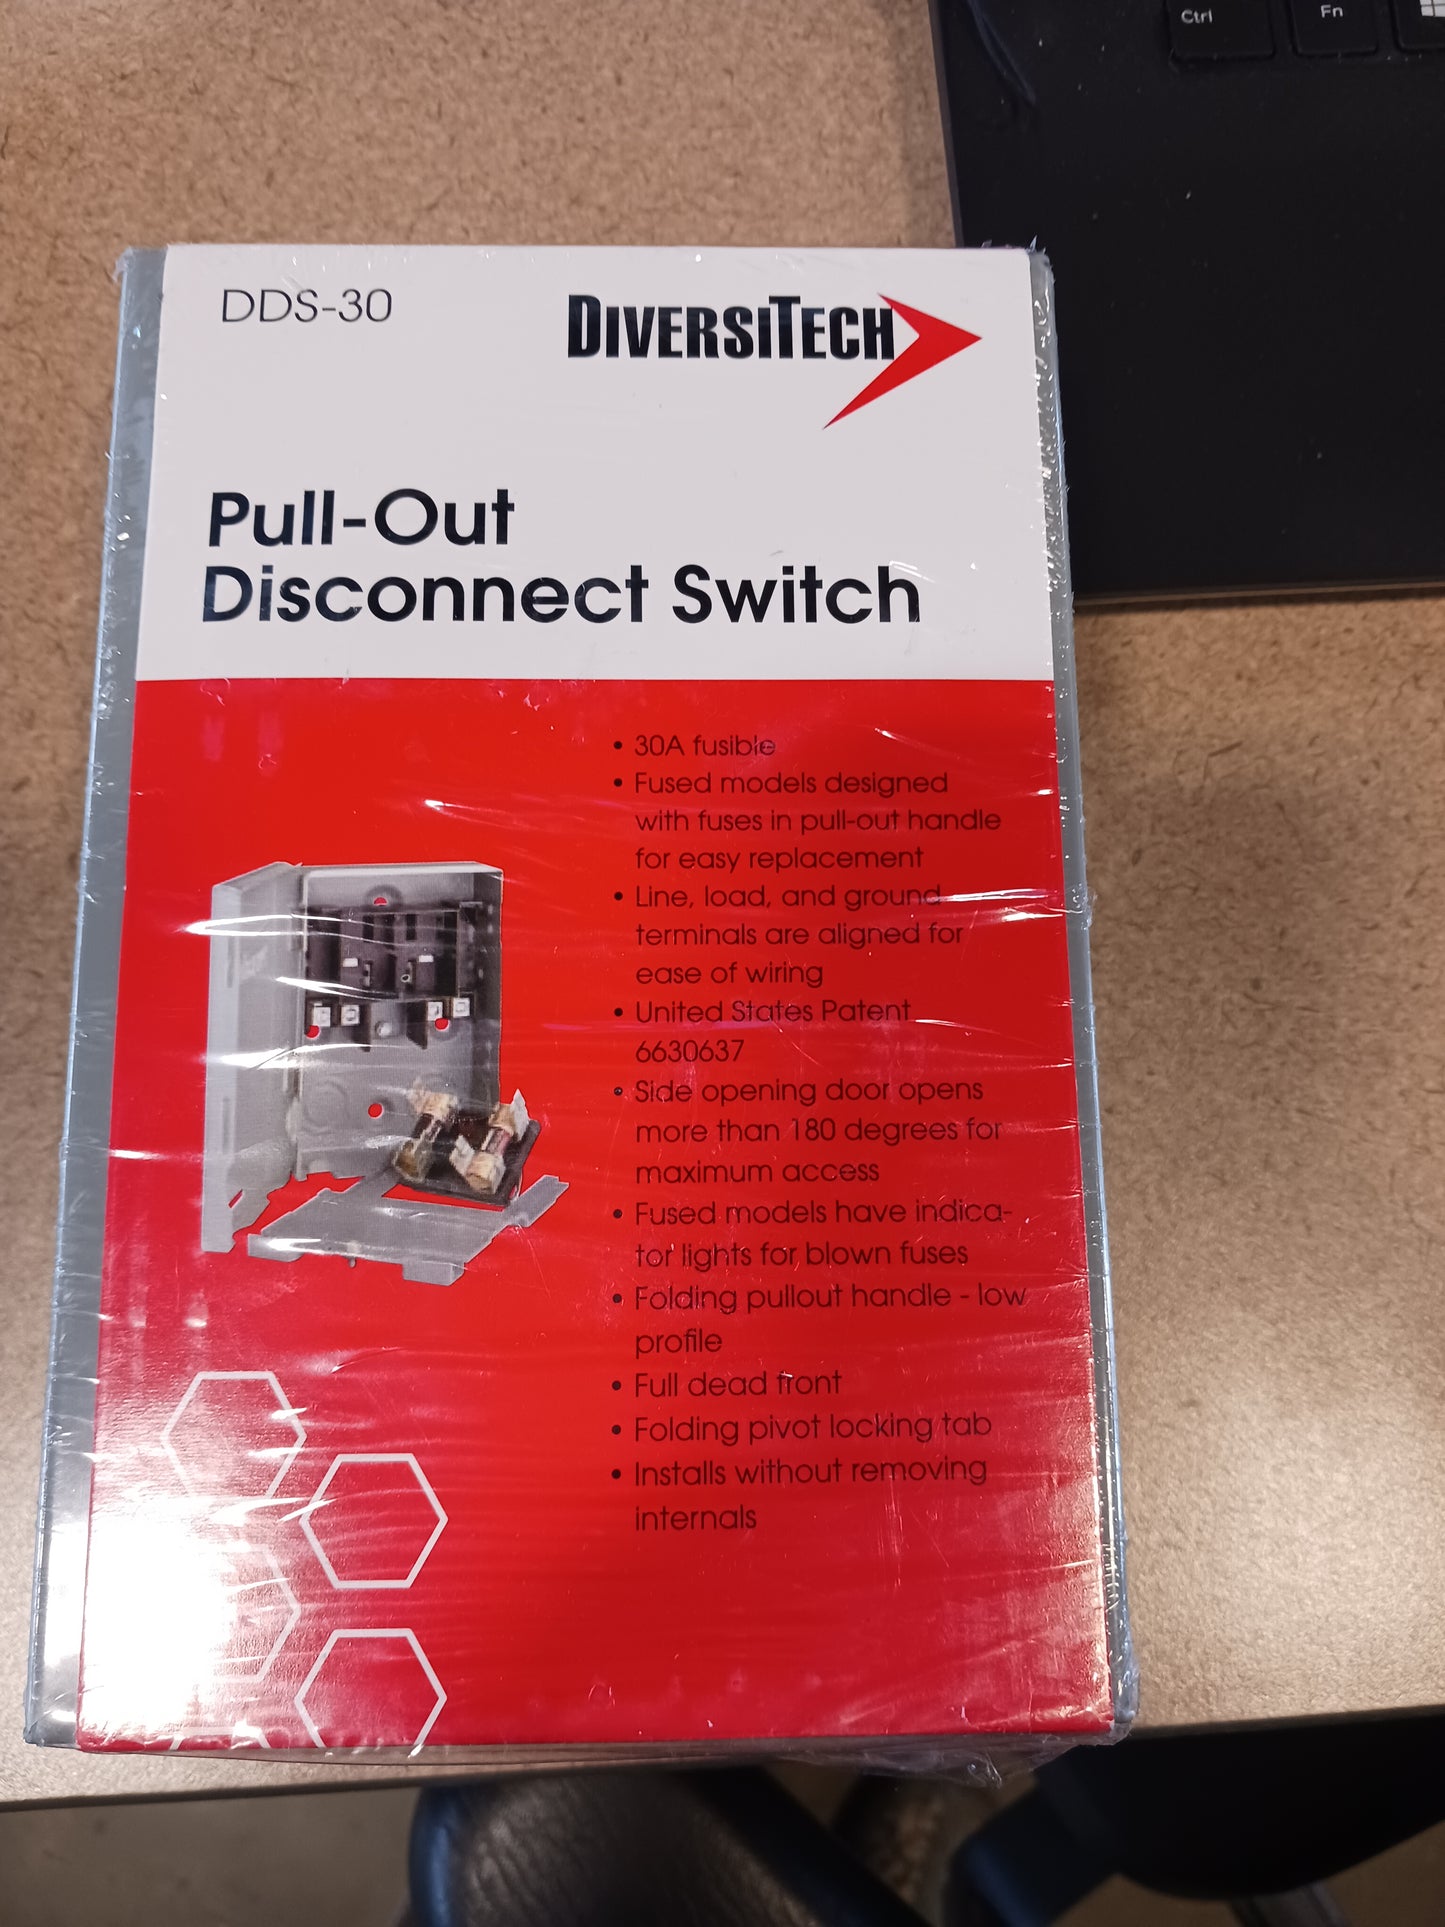 Ctrl
Fn
DDS-30
DIVERSITECH
Pull-Out
Disconnect Switch
• 30A fusible
• Fused models designed
with fuses in pull-out handle
for easy replacement
• Line, load, and ground
terminals are aligned for
ease of wiring
• United States Patent
6630637
• Side opening door opens
more than 180 degrees for
maximum access
• Fused models have indica-
tor lights for blown fuses
• Folding pullout handle - low
profile
• Full dead front
• Folding pivot locking tab
• Installs without removing
internals